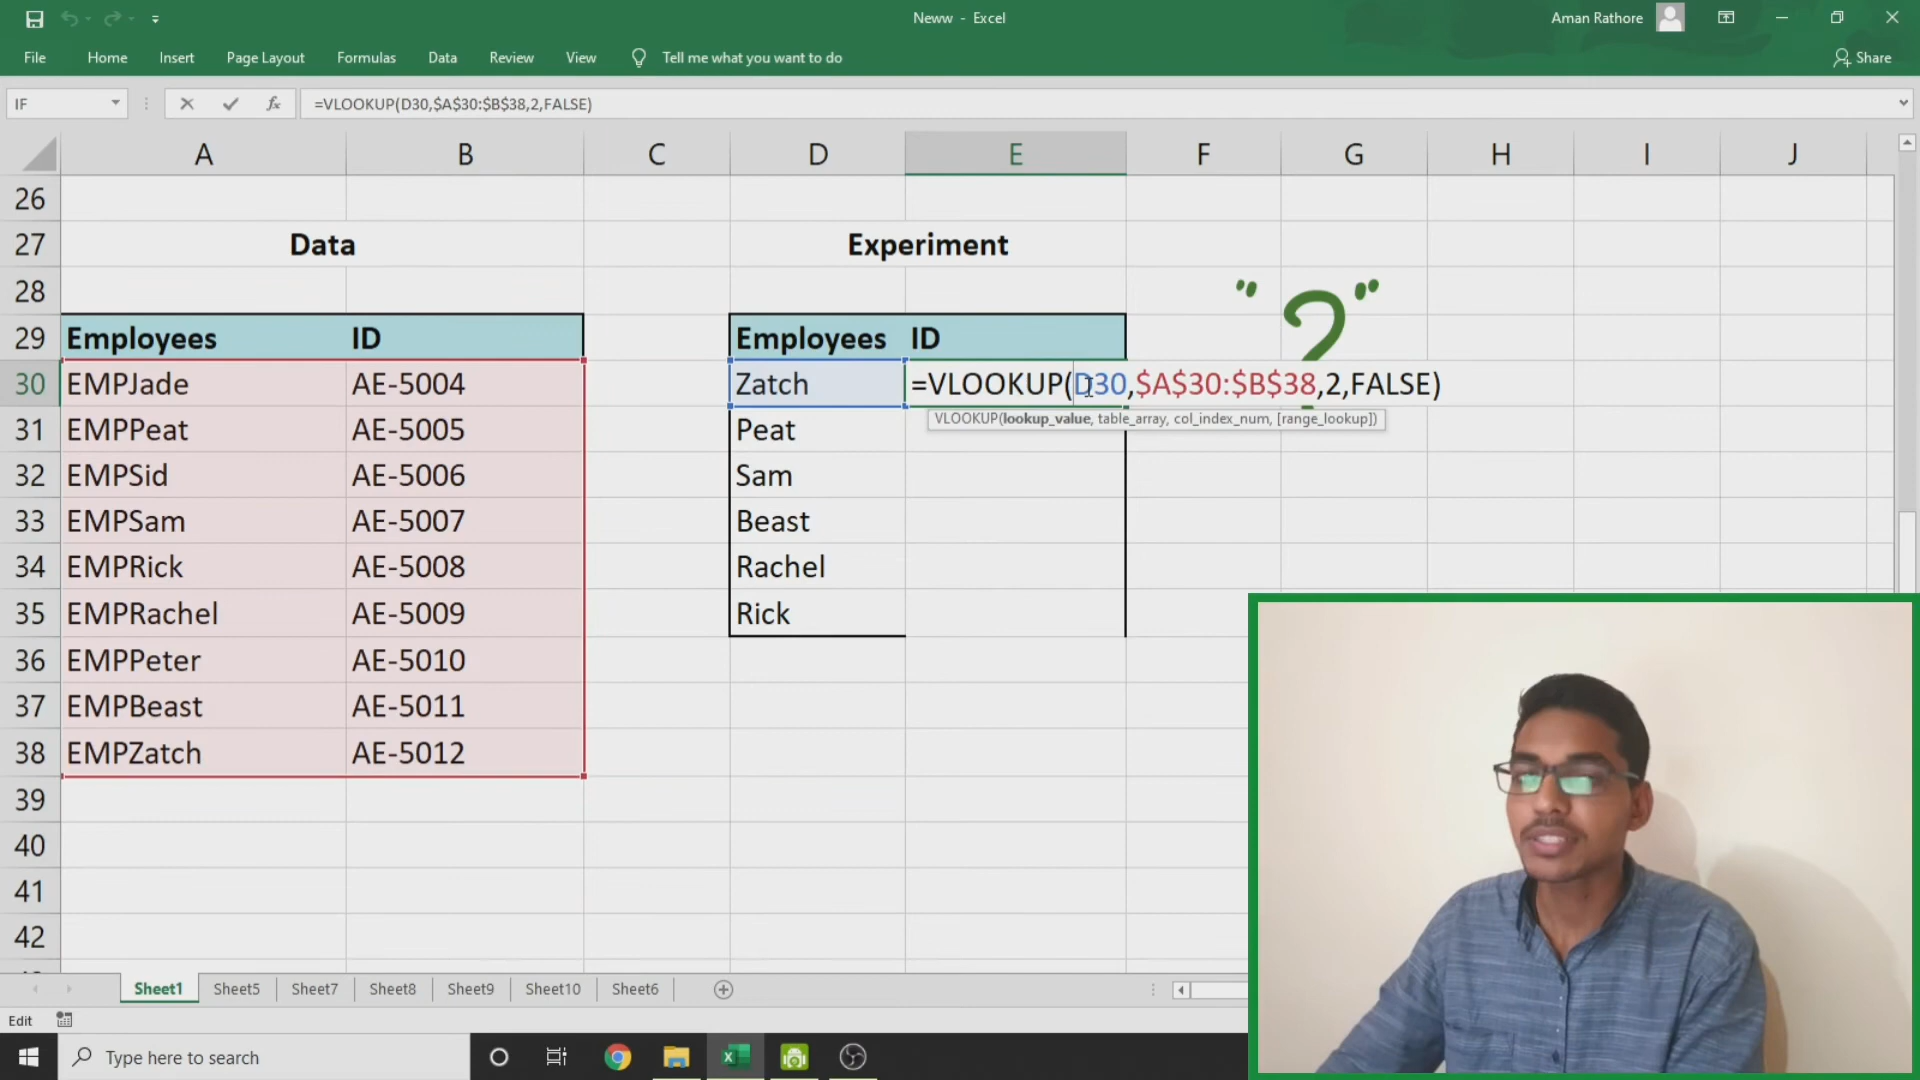 Neww - Excel
Aman Rathore
File Home Insert Page Layout Formulas Data Review View Tell me what you want to do Share
IF fx =VLOOKUP(D30,$A$30:$B$38,2,FALSE)
A B C D E F G H I J
26
27 Data Experiment
28 " 2 "
29 Employees ID Employees ID
30 EMPJade AE-5004 Zatch =VLOOKUP(D30,$A$30:$B$38,2,FALSE)
VLOOKUP(lookup_value, table_array, col_index_num, [range_lookup])
31 EMPPeat AE-5005 Peat
32 EMPSid AE-5006 Sam
33 EMPSam AE-5007 Beast
34 EMPRick AE-5008 Rachel
35 EMPRachel AE-5009 Rick
36 EMPPeter AE-5010
37 EMPBeast AE-5011
38 EMPZatch AE-5012
39
40
41
42
Sheet1 Sheet5 Sheet7 Sheet8 Sheet9 Sheet10 Sheet6
Edit
Type here to search